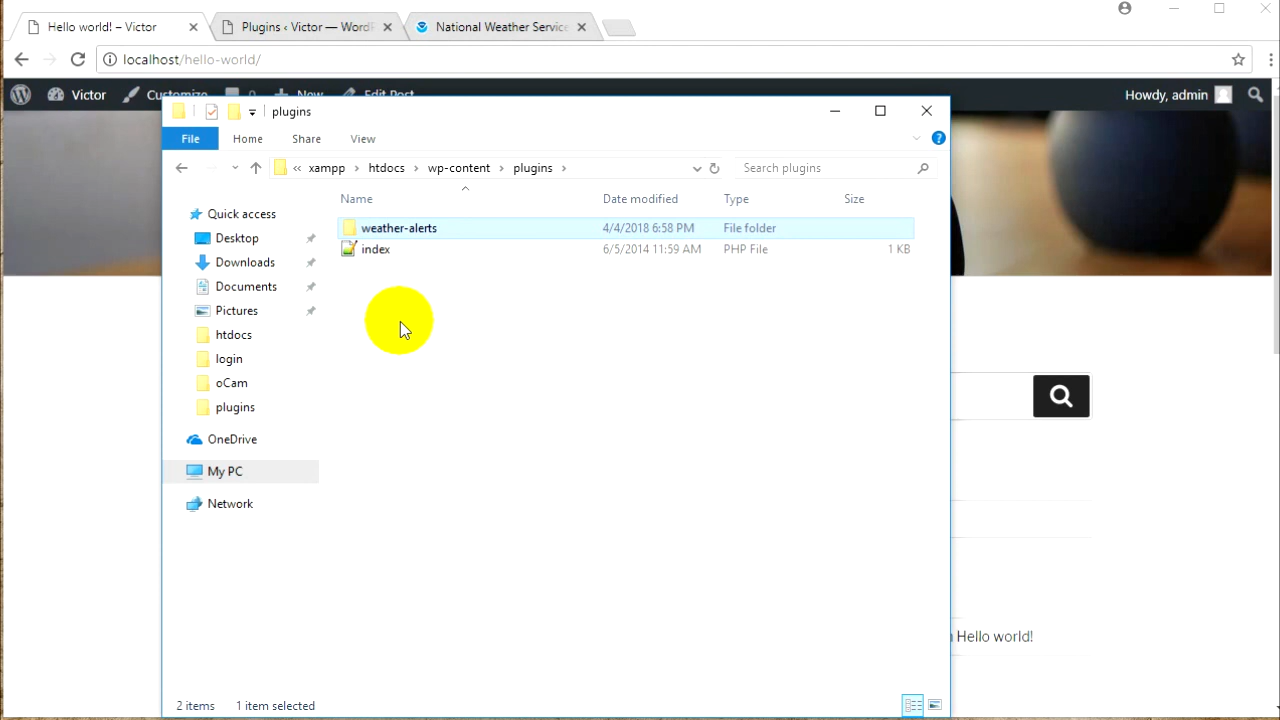 Hello world! – Victor
Plugins ‹ Victor — WordP
National Weather Service
localhost/hello-world/
Victor
Customize
0
New
Edit Post
Howdy, admin
plugins
File
Home
Share
View
« xampp › htdocs › wp-content › plugins ›
Search plugins
Name
Date modified
Type
Size
weather-alerts
4/4/2018 6:58 PM
File folder
index
6/5/2014 11:59 AM
PHP File
1 KB
Quick access
Desktop
Downloads
Documents
Pictures
htdocs
login
oCam
plugins
OneDrive
My PC
Network
Hello world!
2 items
1 item selected